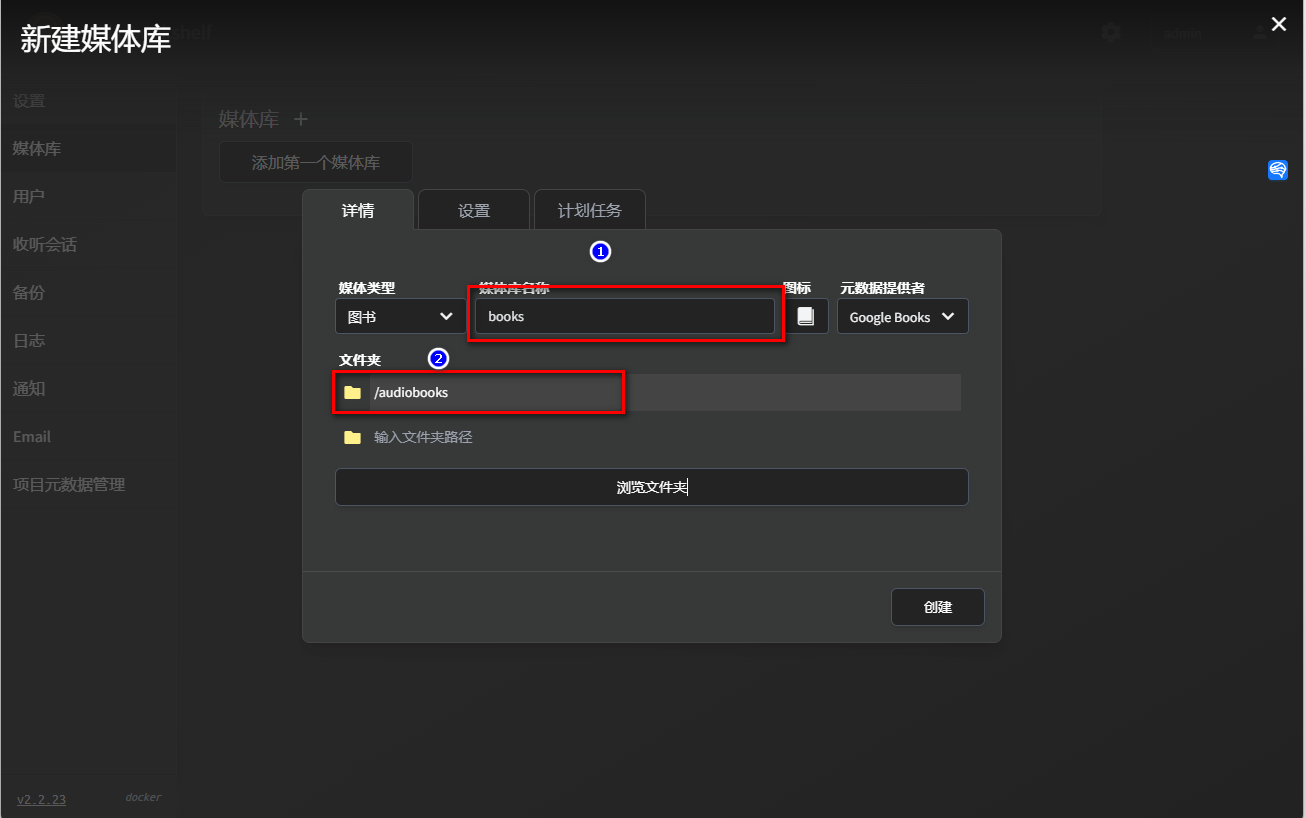 新建媒体库
shelf
admin
设置
媒体库
用户
收听会话
备份
日志
通知
Email
项目元数据管理
媒体库 +
添加第一个媒体库
详情 设置 计划任务
1
媒体类型 媒体库名称 图标 元数据提供者
图书 books Google Books
文件夹 2
/audiobooks
输入文件夹路径
浏览文件夹
创建
v2.2.23 docker